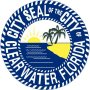 CITY SEAL OF THE CITY OF
CLEARWATER FLORIDA